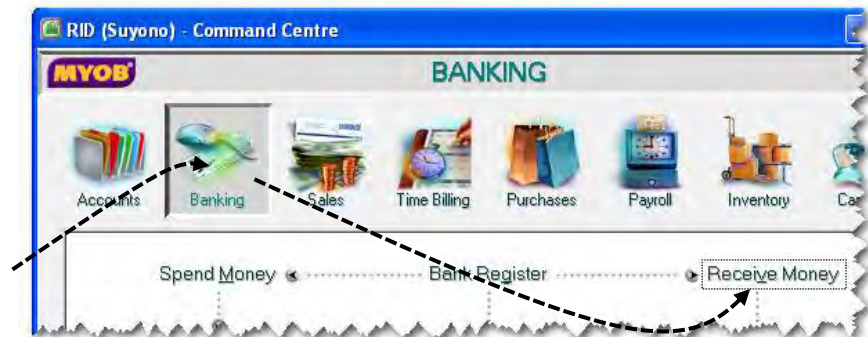 RID (Suyono) - Command Centre
MYOB BANKING
Accounts Banking Sales Time Billing Purchases Payroll Inventory
Spend Money Bank Register Receive Money